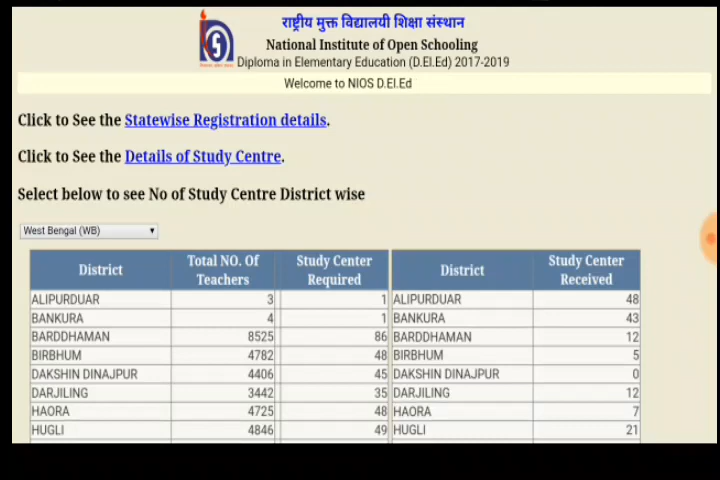 राष्ट्रीय मुक्त विद्यालयी शिक्षा संस्थान
National Institute of Open Schooling
Diploma in Elementary Education (D.El.Ed) 2017-2019
Welcome to NIOS D.El.Ed
Click to See the Statewise Registration details.
Click to See the Details of Study Centre.
Select below to see No of Study Centre District wise
West Bengal (WB)
District Total NO. Of Teachers Study Center Required District Study Center Received
ALIPURDUAR 3 1 ALIPURDUAR 48
BANKURA 4 1 BANKURA 43
BARDDHAMAN 8525 86 BARDDHAMAN 12
BIRBHUM 4782 48 BIRBHUM 5
DAKSHIN DINAJPUR 4406 45 DAKSHIN DINAJPUR 0
DARJILING 3442 35 DARJILING 12
HAORA 4725 48 HAORA 7
HUGLI 4846 49 HUGLI 21